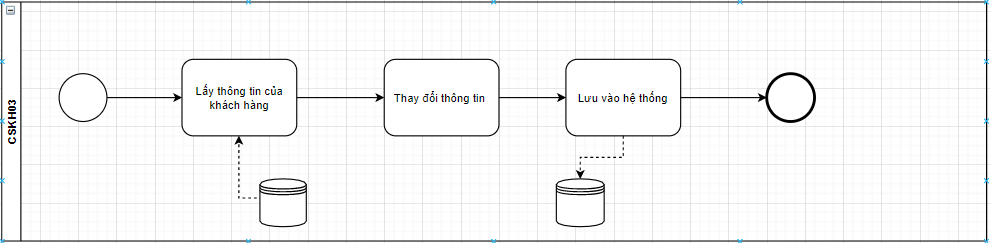 CSKH03
Lấy thông tin của
khách hàng
Thay đổi thông tin
Lưu vào hệ thống